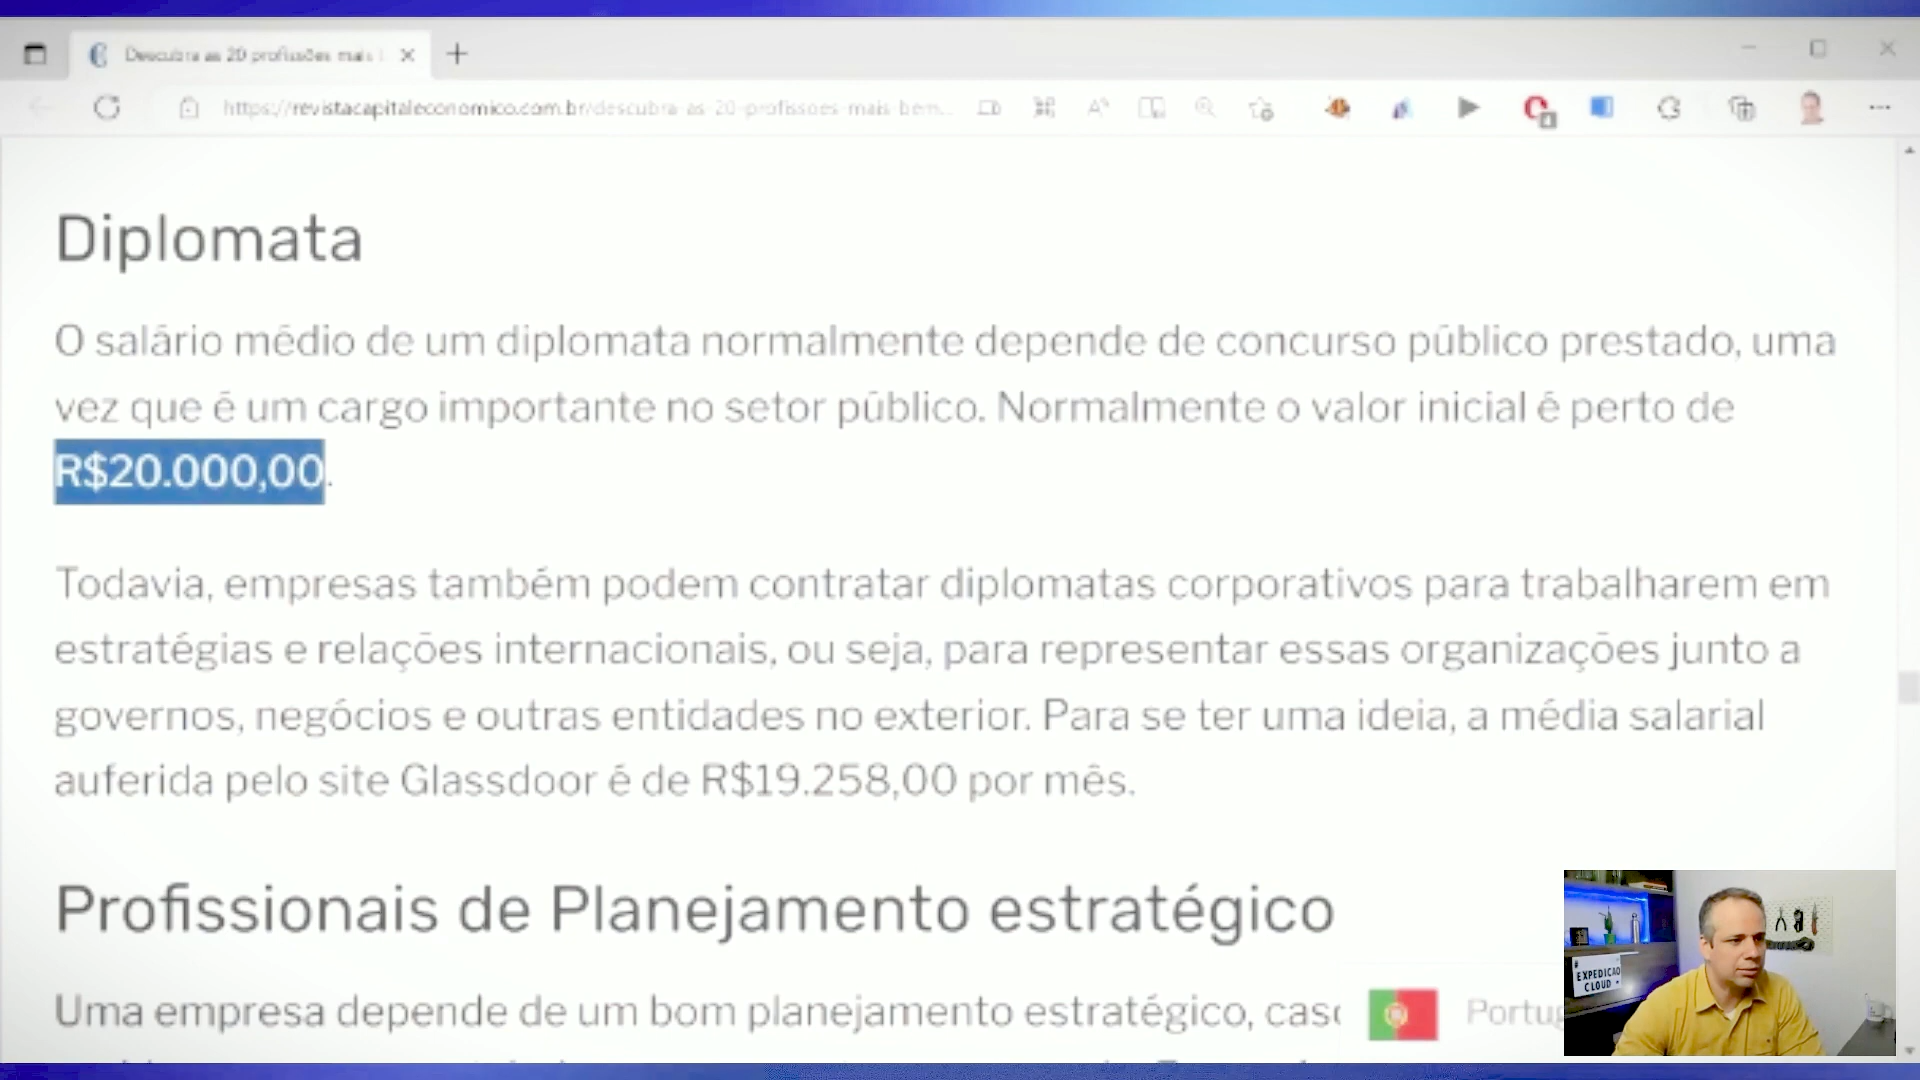 Descubra as 20 profissões mais
https://revistacapitaleconomico.com.br/descubra-as-20-profissoes-mais-bem...
Diplomata
O salário médio de um diplomata normalmente depende de concurso público prestado, uma
vez que é um cargo importante no setor público. Normalmente o valor inicial é perto de
R$20.000,00.
Todavia, empresas também podem contratar diplomatas corporativos para trabalharem em
estratégias e relações internacionais, ou seja, para representar essas organizações junto a
governos, negócios e outras entidades no exterior. Para se ter uma ideia, a média salarial
auferida pelo site Glassdoor é de R$19.258,00 por mês.
Profissionais de Planejamento estratégico
Uma empresa depende de um bom planejamento estratégico, caso
Portug
EXPEDICAO
CLOUD